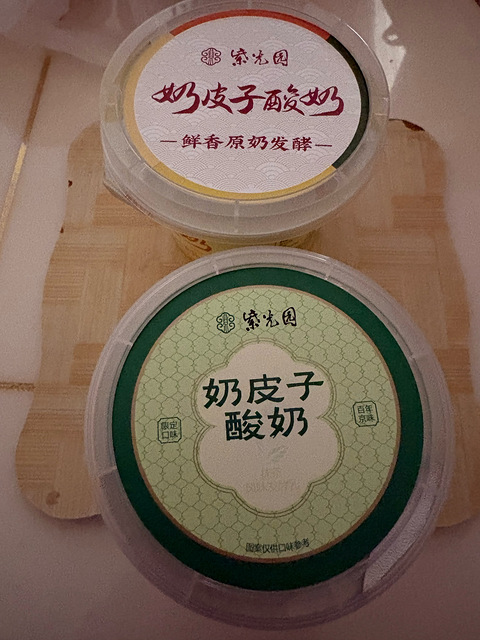 紫光园
奶皮子酸奶
—鲜香原奶发酵—
紫光园
奶皮子
酸奶
限定
口味
百年
京味
图案仅供口味参考